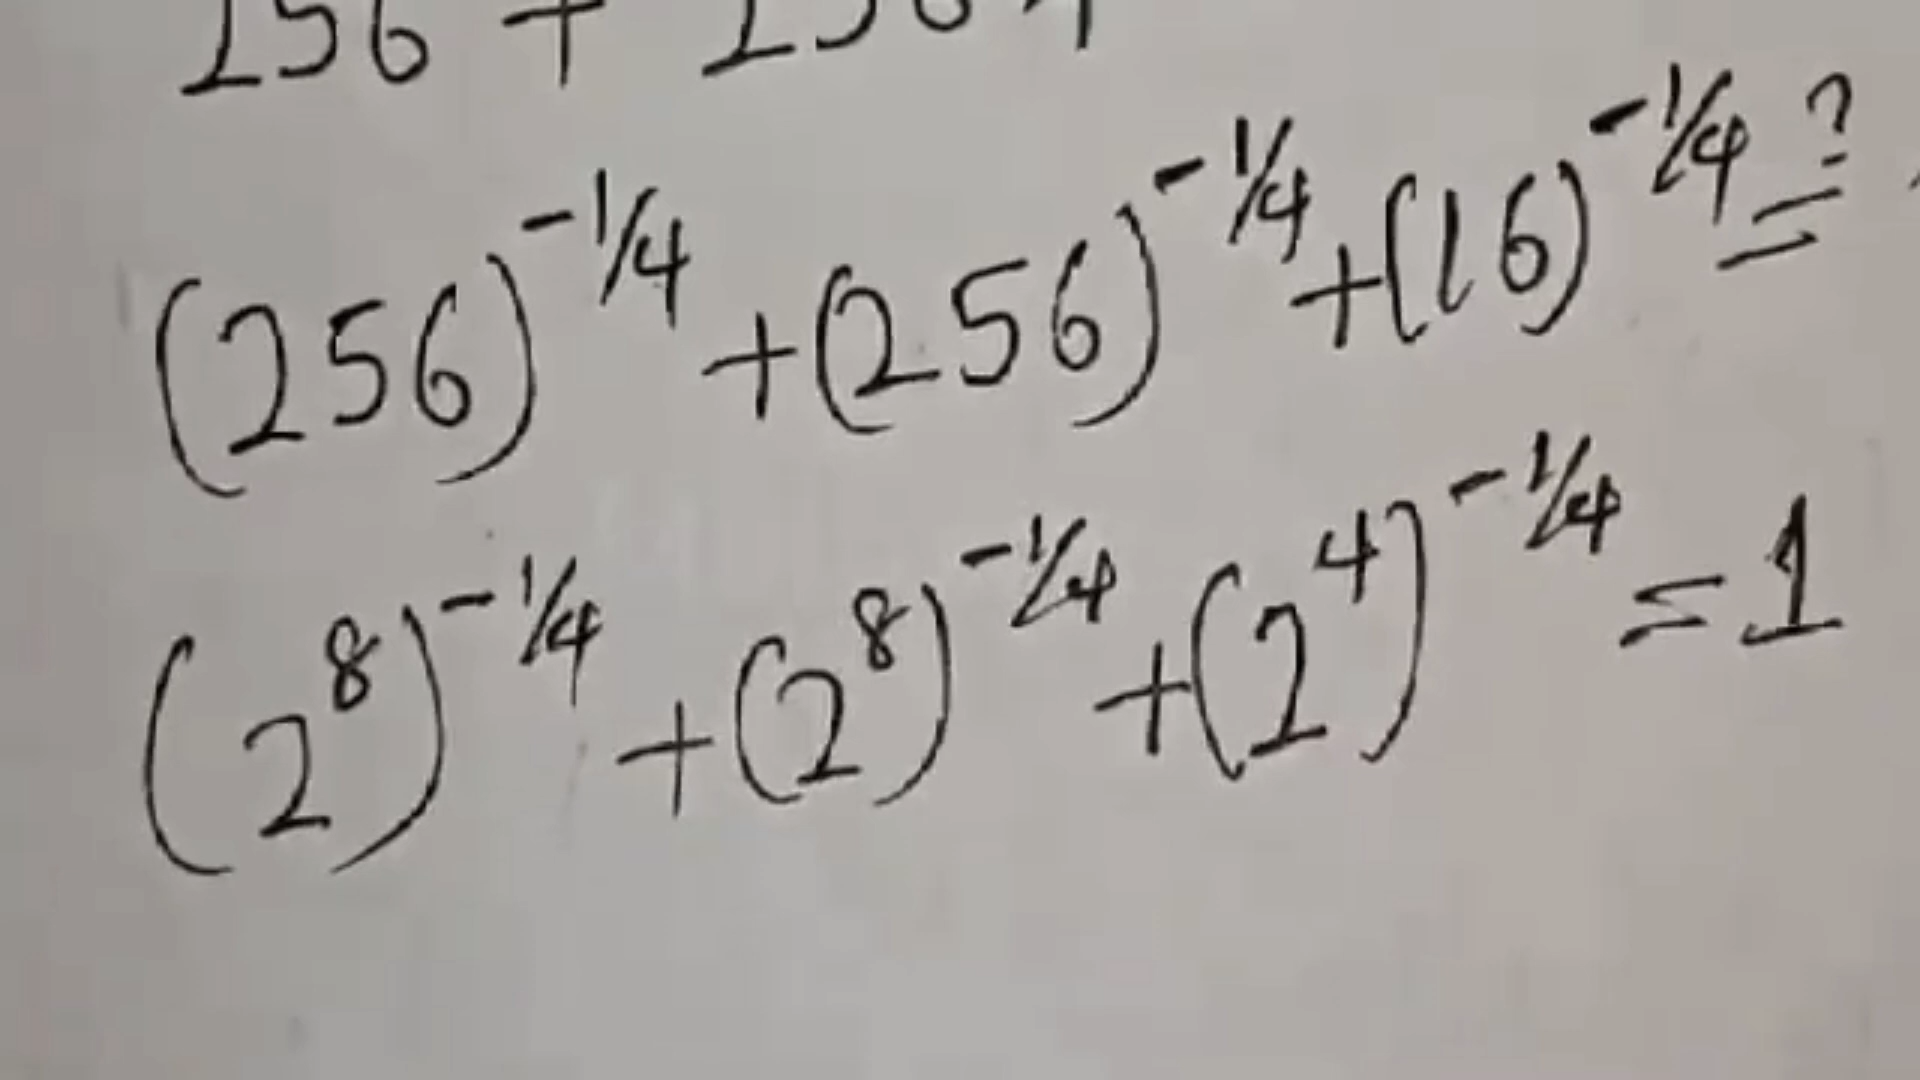 256 +
(256)^-1/4 + (256)^-1/4 + (16)^-1/4 = ?
(2^8)^-1/4 + (2^8)^-1/4 + (2^4)^-1/4 = 1